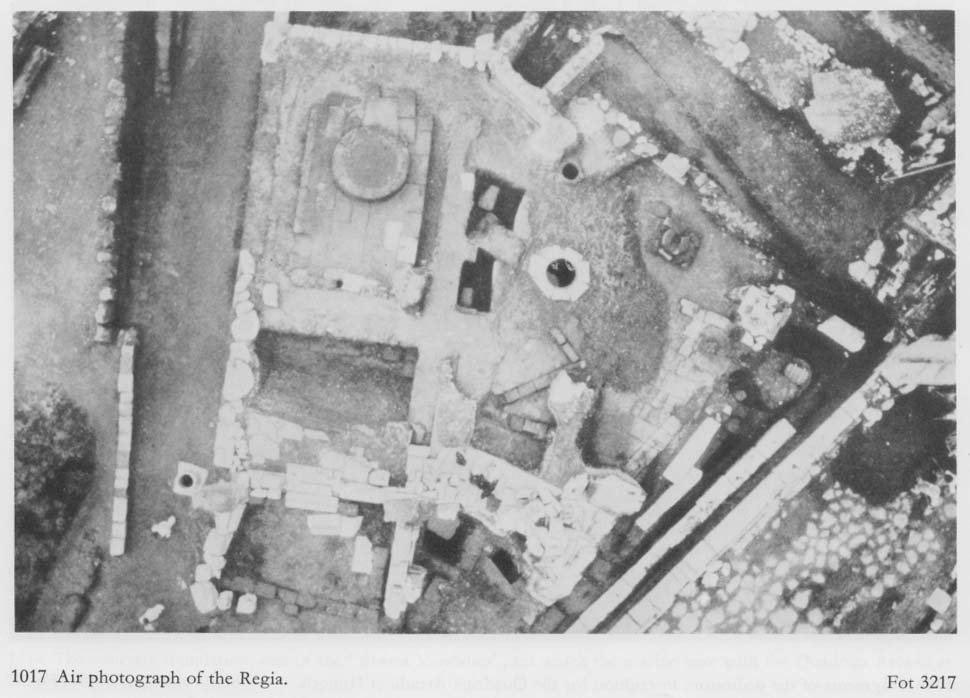 1017 Air photograph of the Regia.
Fot 3217